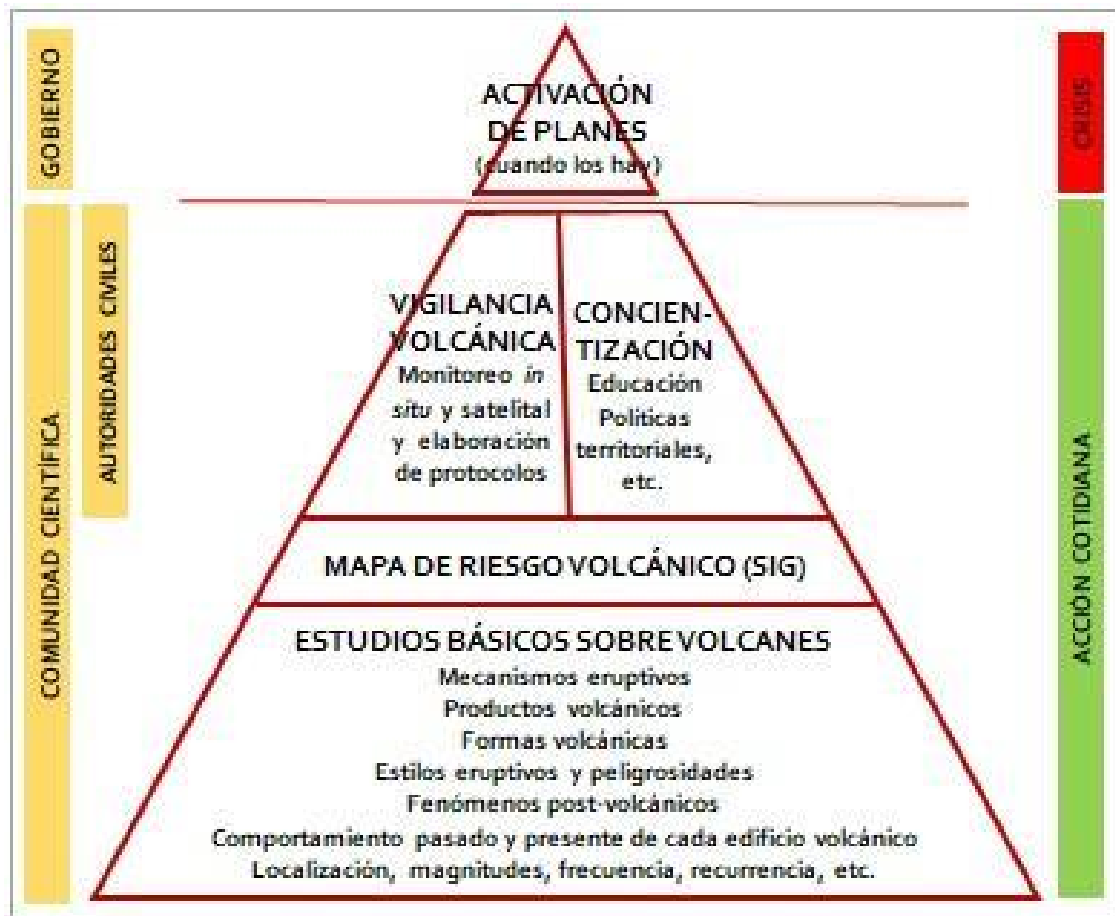 GOBIERNO
CRISIS
ACTIVACIÓN
DE PLANES
(cuando los hay)
COMUNIDAD CIENTÍFICA
AUTORIDADES CIVILES
ACCIÓN COTIDIANA
VIGILANCIA
VOLCÁNICA
Monitoreo in
situ y satelital
y elaboración
de protocolos
CONCIEN-
TIZACIÓN
Educación
Políticas
territoriales,
etc.
MAPA DE RIESGO VOLCÁNICO (SIG)
ESTUDIOS BÁSICOS SOBRE VOLCANES
Mecanismos eruptivos
Productos volcánicos
Formas volcánicas
Estilos eruptivos y peligrosidades
Fenómenos post-volcánicos
Comportamiento pasado y presente de cada edificio volcánico
Localización, magnitudes, frecuencia, recurrencia, etc.